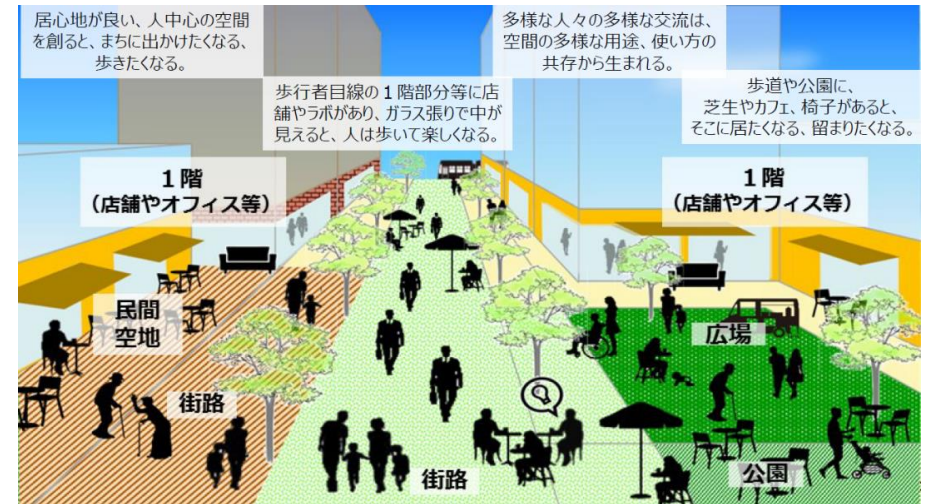 居心地が良い、人中心の空間
を創ると、まちに出かけたくなる、
歩きたくなる。
多様な人々の多様な交流は、
空間の多様な用途、使い方の
共存から生まれる。
歩行者目線の１階部分等に店
舗やラボがあり、ガラス張りで中が
見えると、人は歩いて楽しくなる。
歩道や公園に、
芝生やカフェ、椅子があると、
そこに居たくなる、留まりたくなる。
１階
（店舗やオフィス等）
１階
（店舗やオフィス等）
民間
空地
広場
街路
街路
公園